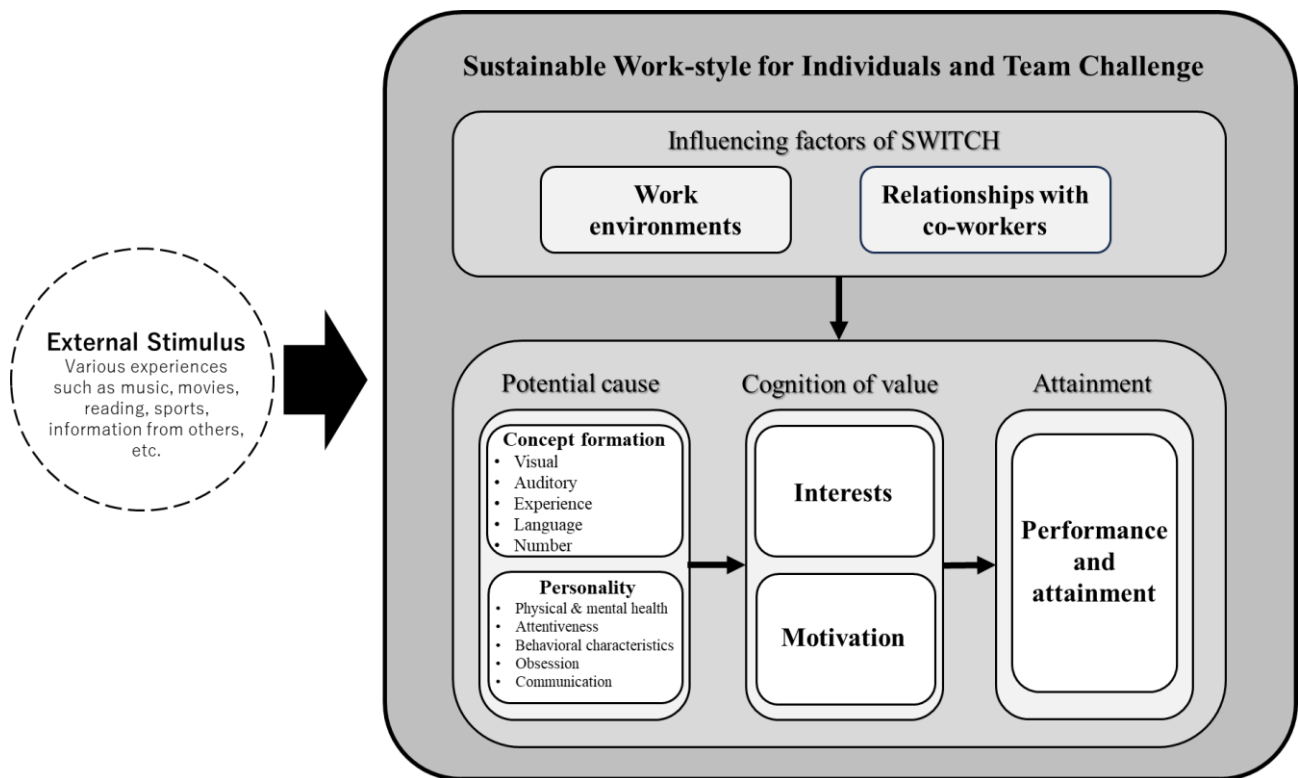 Sustainable Work-style for Individuals and Team Challenge
Influencing factors of SWITCH
Work
environments
Relationships with
co-workers
External Stimulus
Various experiences
such as music, movies,
reading, sports,
information from others,
etc.
Potential cause
Concept formation
• Visual
• Auditory
• Experience
• Language
• Number
Personality
• Physical & mental health
• Attentiveness
• Behavioral characteristics
• Obsession
• Communication
Cognition of value
Interests
Motivation
Attainment
Performance
and
attainment